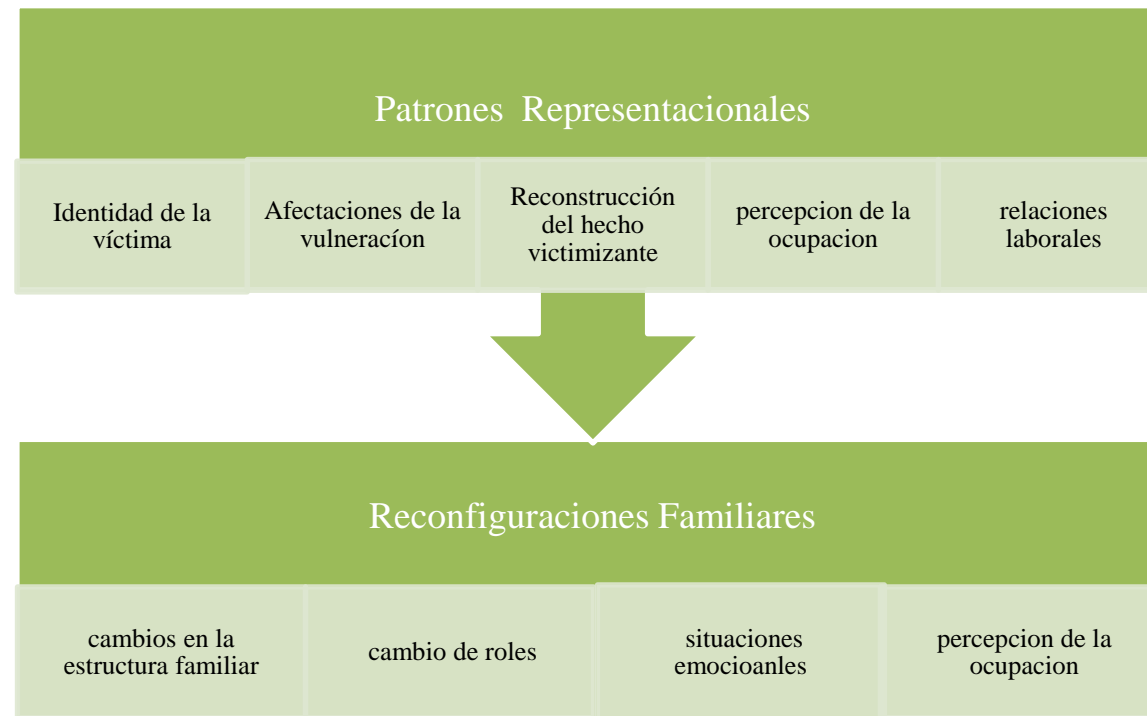 Patrones Representacionales
Identidad de la
víctima
Afectaciones de la
vulneracíon
Reconstrucción
del hecho
victimizante
percepcion de la
ocupacion
relaciones
laborales
Reconfiguraciones Familiares
cambios en la
estructura familiar
cambio de roles
situaciones
emocioanles
percepcion de la
ocupacion